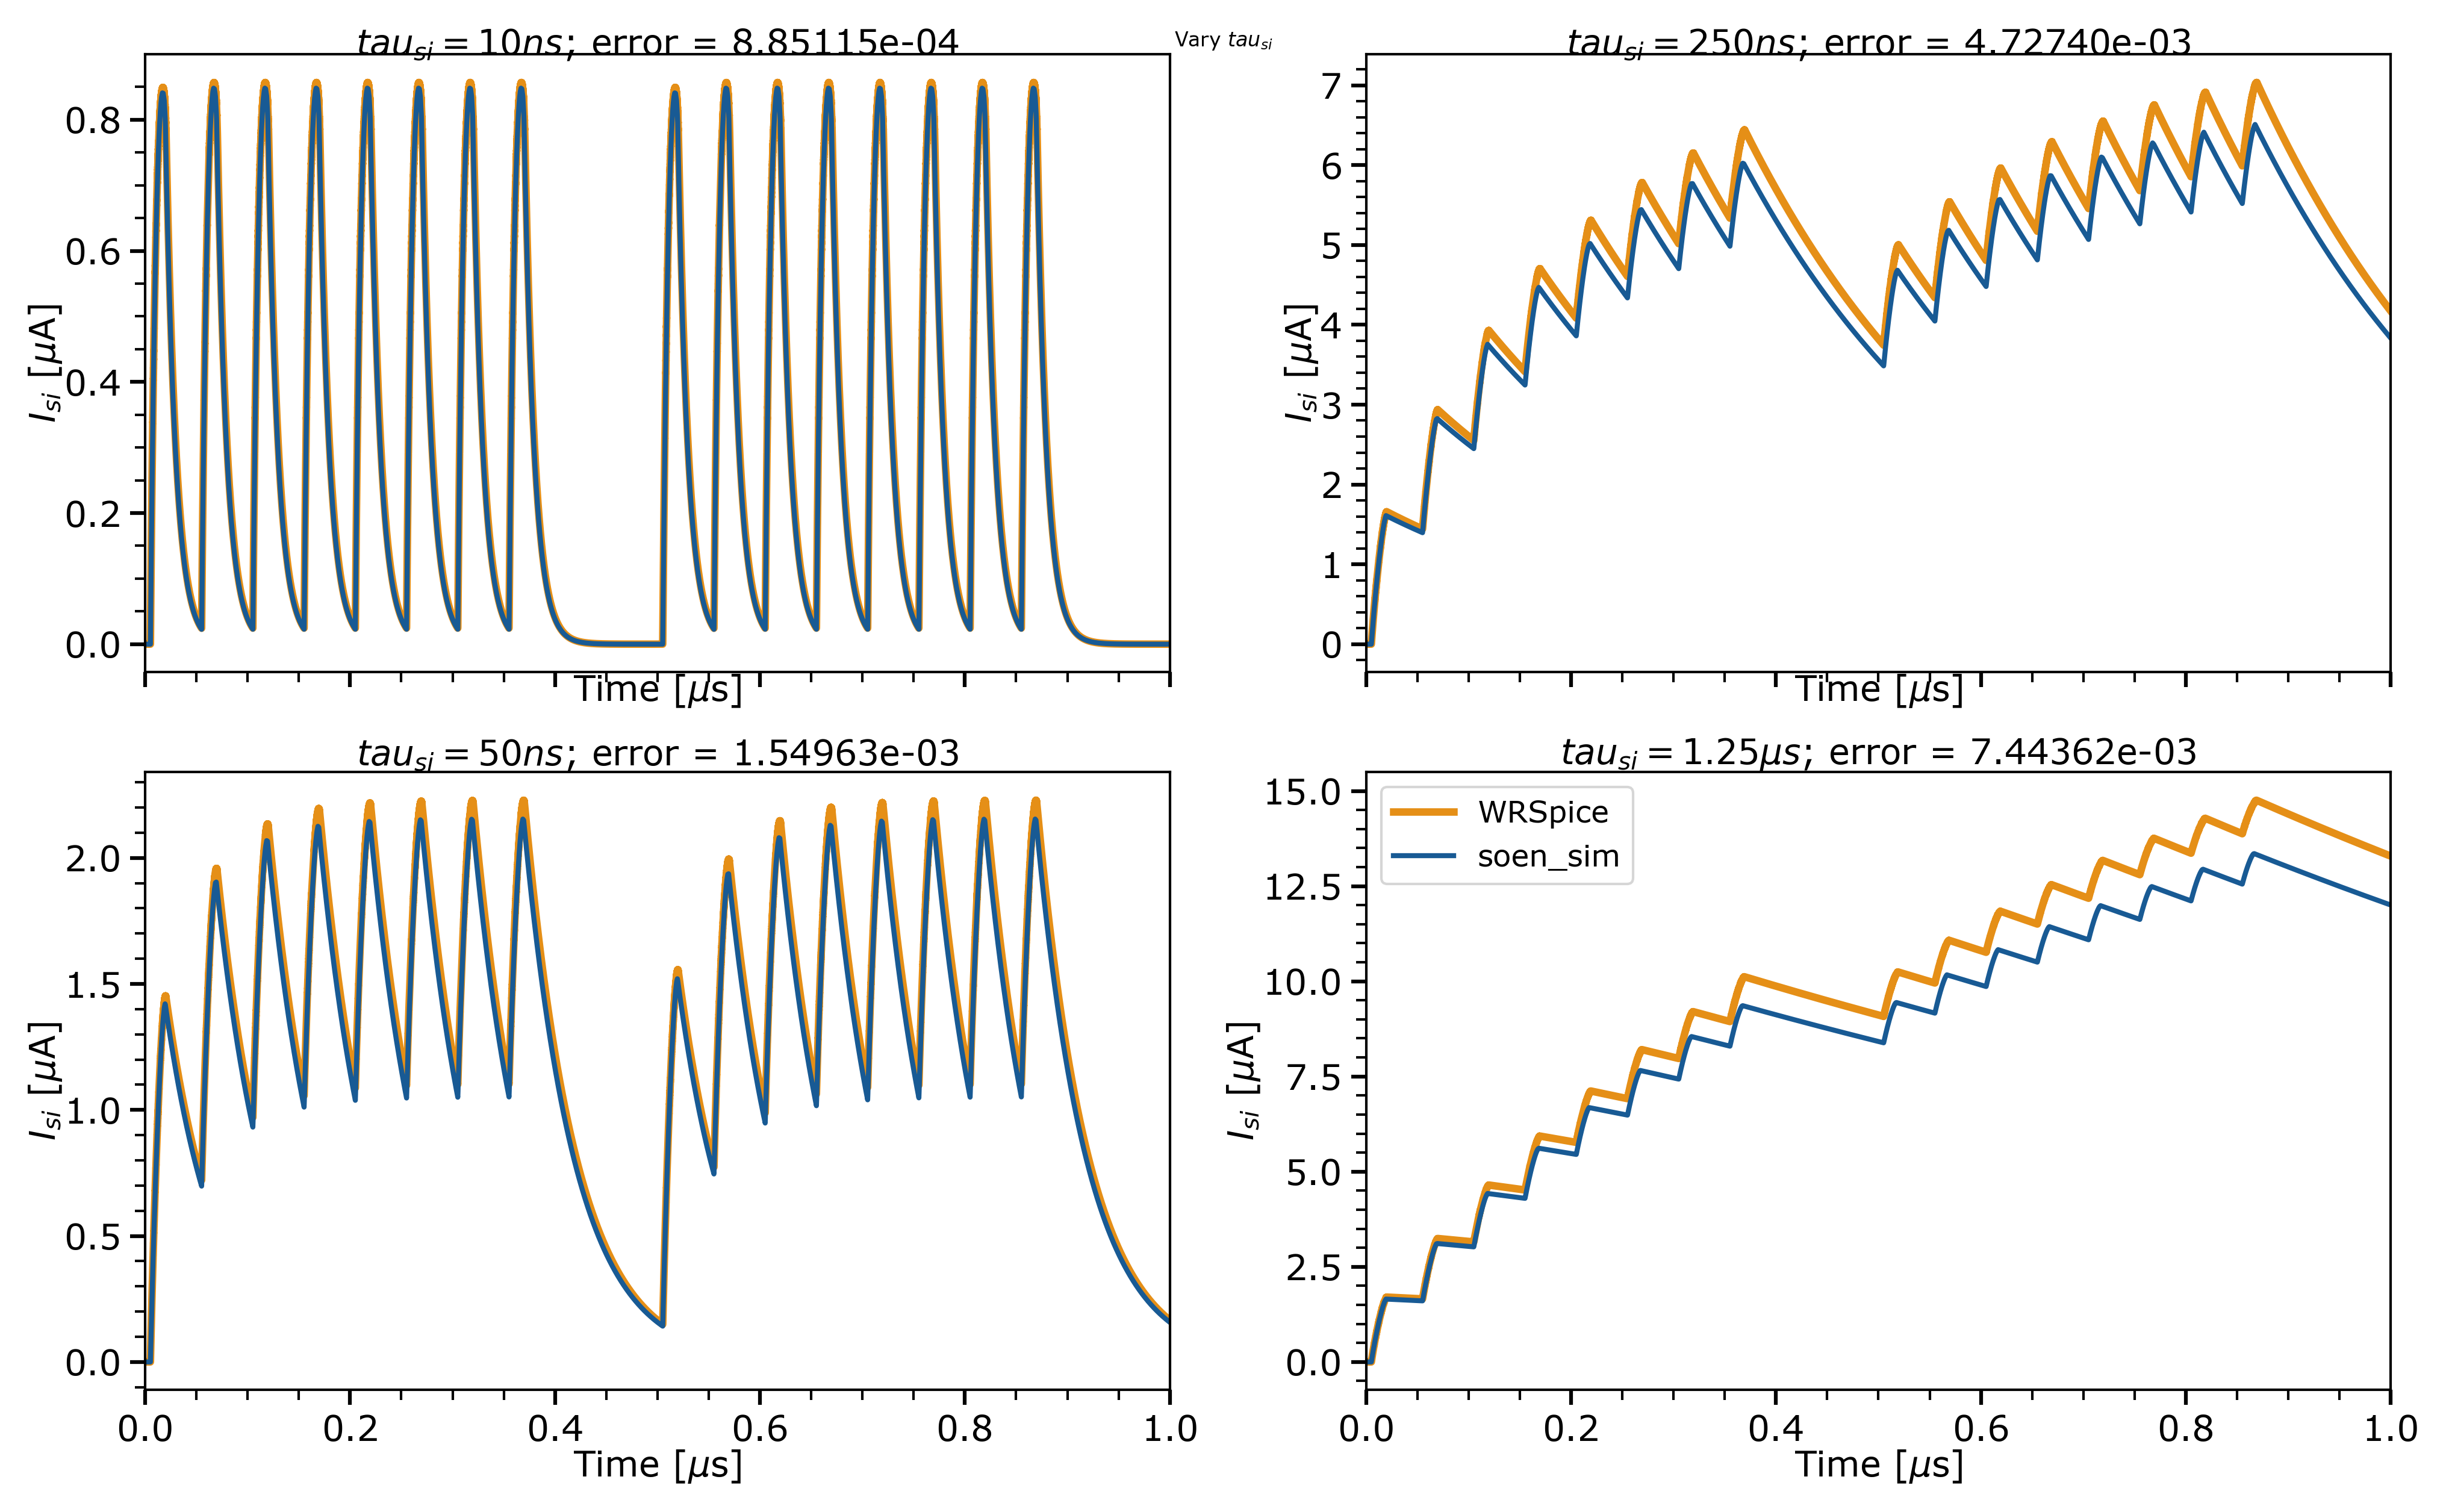 Vary tau_si
tau_si = 10ns; error = 8.85115e-04
I_si [μA]
0.8
0.6
0.4
0.2
0.0
Time [μs]
tau_si = 250ns; error = 4.72740e-03
I_si [μA]
7
6
5
4
3
2
1
0
Time [μs]
tau_si = 50ns; error = 1.54963e-03
I_si [μA]
2.0
1.5
1.0
0.5
0.0
0.0 0.2 0.4 0.6 0.8 1.0
Time [μs]
tau_si = 1.25μs; error = 7.44362e-03
WRSpice
soen_sim
I_si [μA]
15.0
12.5
10.0
7.5
5.0
2.5
0.0
0.0 0.2 0.4 0.6 0.8 1.0
Time [μs]